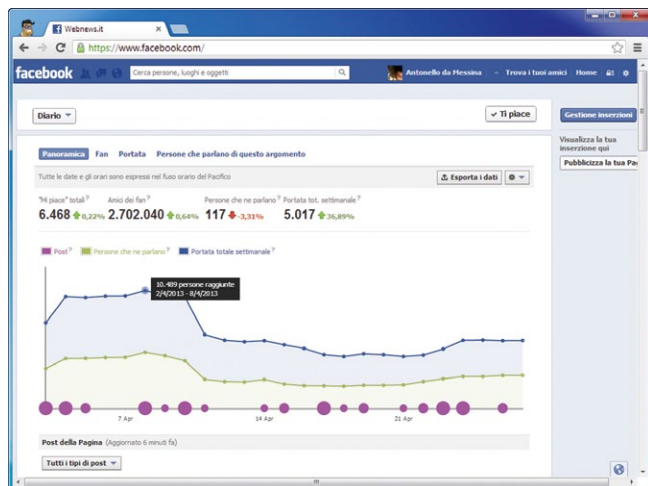 Webnews.it
https://www.facebook.com/
facebook
Cerca persone, luoghi e oggetti
Antonello da Messina
Trova i tuoi amici
Home
Diario
Ti piace
Gestione inserzioni
Visualizza la tua
inserzione qui
Pubblicizza la tua Pa
Panoramica Fan Portata Persone che parlano di questo argomento
Tutte le date e gli orari sono espressi nel fuso orario del Pacifico
Esporta i dati
"Mi piace" totali? Amici dei fan? Persone che ne parlano? Portata tot. settimanale?
6.468 0,22% 2.702.040 0,64% 117 -3,31% 5.017 36,89%
Post? Persone che ne parlano? Portata totale settimanale?
10.489 persone raggiunte
2/4/2013 - 8/4/2013
7 Apr 14 Apr 21 Apr
Post della Pagina (Aggiornato 6 minuti fa)
Tutti i tipi di post